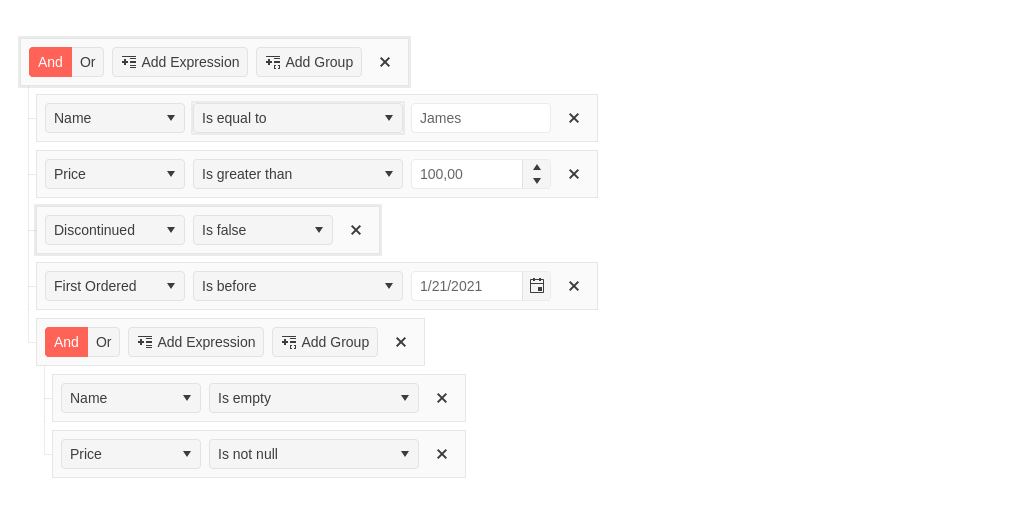 And Or Add Expression Add Group
Name Is equal to James
Price Is greater than 100,00
Discontinued Is false
First Ordered Is before 1/21/2021
And Or Add Expression Add Group
Name Is empty
Price Is not null